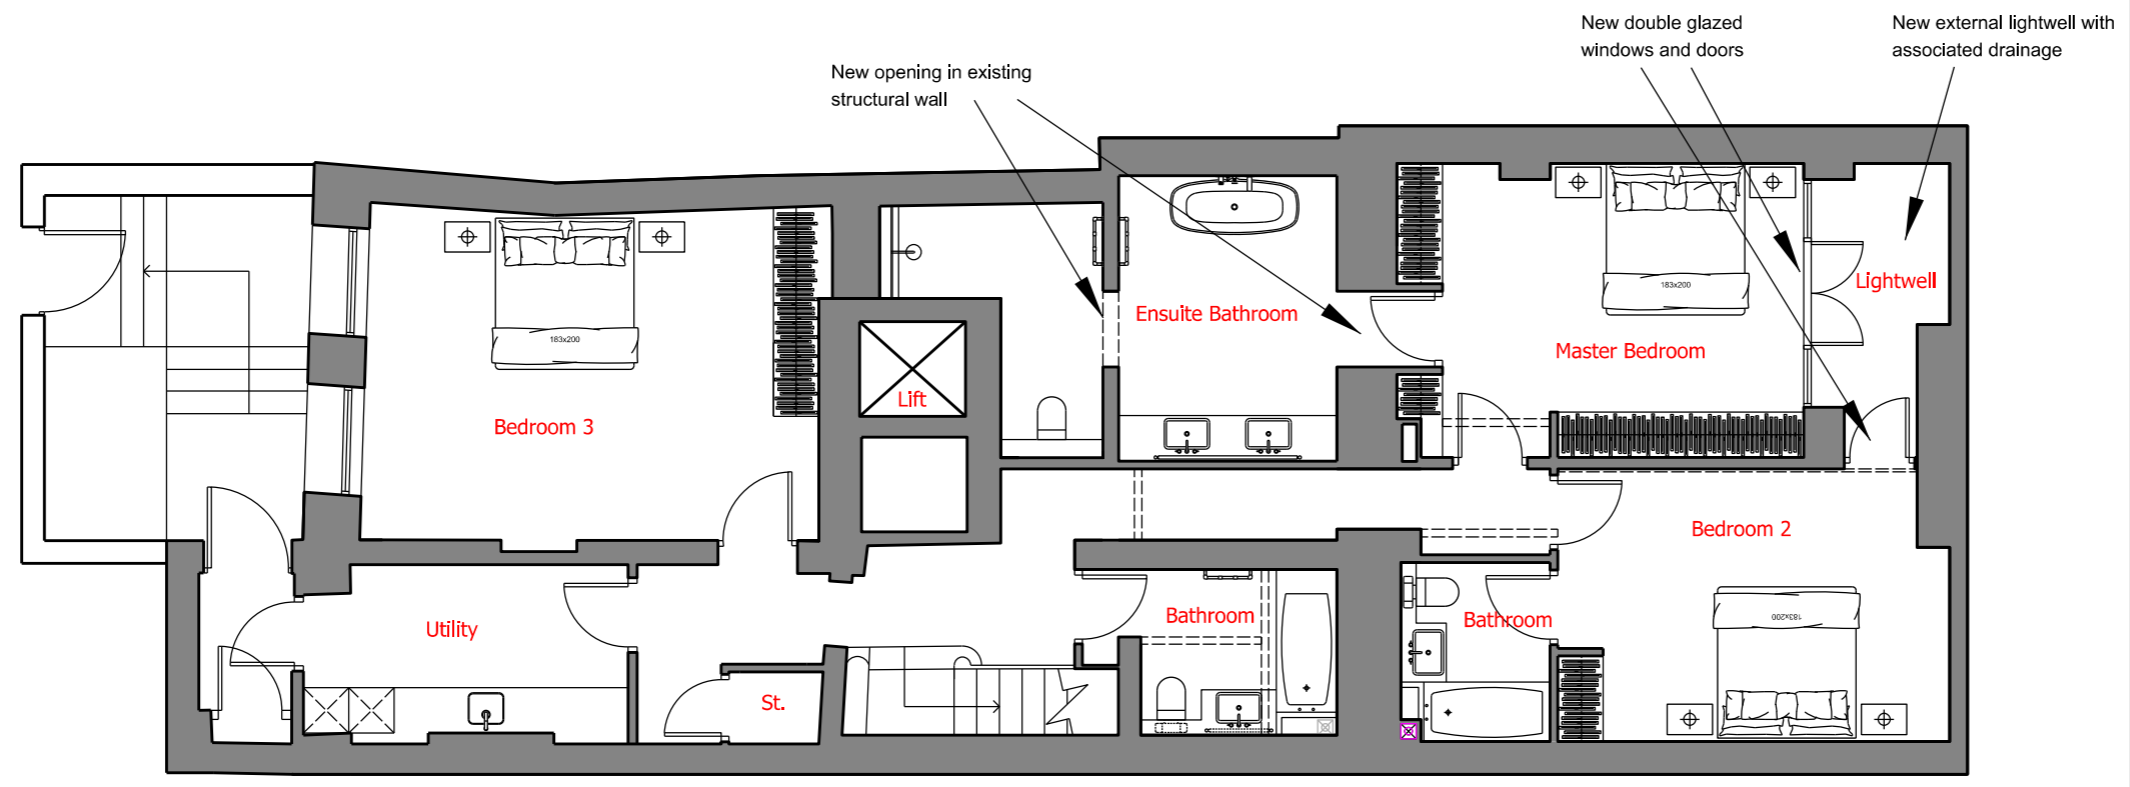 New double glazed
windows and doors
New external lightwell with
associated drainage
New opening in existing
structural wall
Lightwell
183x200
Ensuite Bathroom
183x200
Master Bedroom
Lift
Bedroom 3
Bedroom 2
Bathroom
Bathroom
183x200
Utility
St.